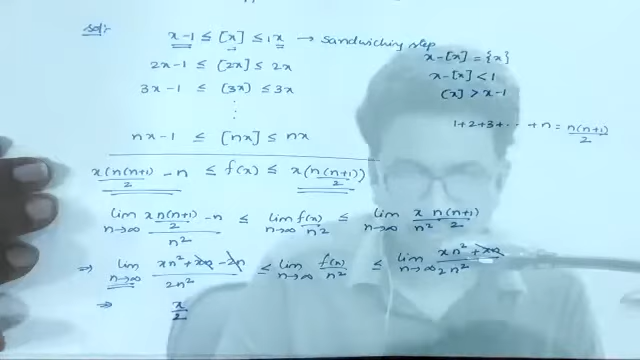 Sol:-
x-1 ≤ [x] ≤ 1x → sandwiching step
2x-1 ≤ [2x] ≤ 2x
3x-1 ≤ [3x] ≤ 3x
⋮
nx-1 ≤ [nx] ≤ nx
x-[x] = {x}
x-[x] < 1
[x] > x-1
1+2+3+⋯+n = n(n+1)/2
x(n(n+1))/2 - n ≤ f(x) ≤ x(n(n+1))/2
lim n→∞ (x n(n+1)/2 - n)/n² ≤ lim n→∞ f(x)/n² ≤ lim n→∞ x/n² n(n+1)/2
⇒ lim n→∞ (xn²+xn-2n)/2n² ≤ lim n→∞ f(x)/n² ≤ lim n→∞ (xn²+xn)/2n²
⇒ x/2